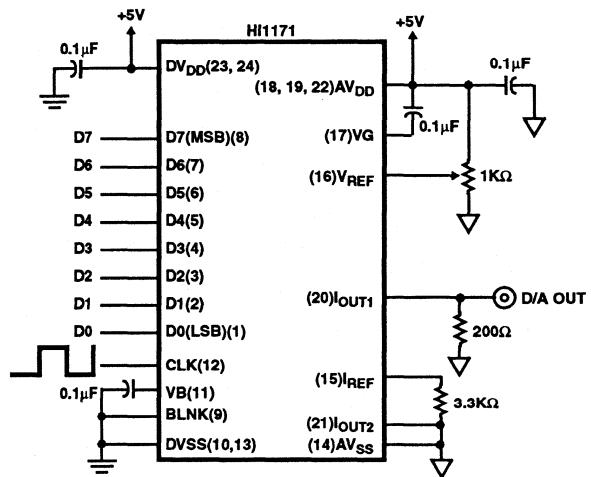 HI1171
+5V
+5V
0.1µF
DVDD(23, 24)
(18, 19, 22)AVDD
0.1µF
0.1µF
(17)VG
D7 D7(MSB)(8)
D6 D6(7)
(16)VREF
1KΩ
D5 D5(6)
D4 D4(5)
D3 D3(4)
D2 D2(3)
D1 D1(2)
(20)IOUT1
D/A OUT
D0 D0(LSB)(1)
200Ω
CLK(12)
(15)IREF
0.1µF
VB(11)
3.3KΩ
BLNK(9)
(21)IOUT2
DVSS(10,13)
(14)AVSS